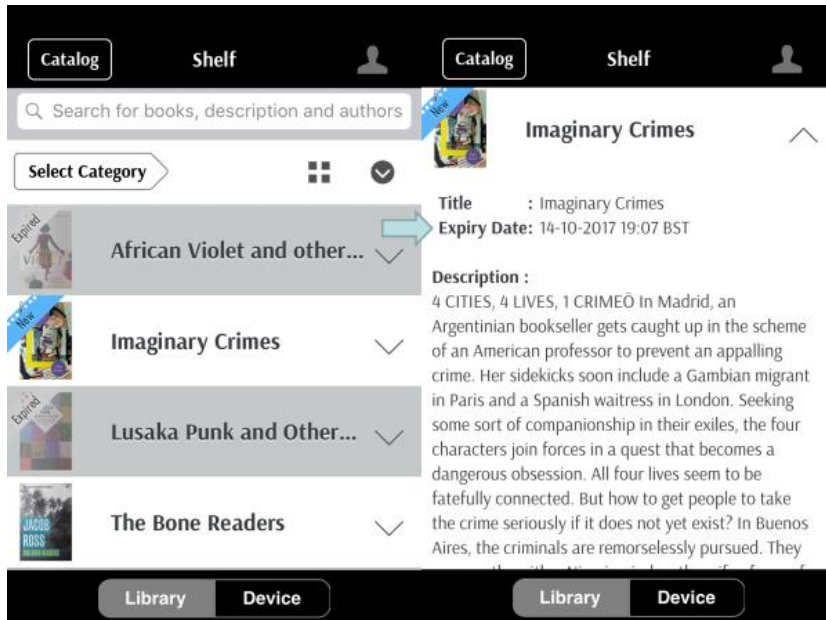 Catalog
Shelf
Search for books, description and authors
Select Category
Expired
African Violet and other...
New
Imaginary Crimes
Expired
Lusaka Punk and Other...
JACOB
ROSS
THE BONE READERS
The Bone Readers
Library Device
Catalog
Shelf
New
Imaginary Crimes
Title : Imaginary Crimes
Expiry Date: 14-10-2017 19:07 BST
Description :
4 CITIES, 4 LIVES, 1 CRIMEÖ In Madrid, an
Argentinian bookseller gets caught up in the scheme
of an American professor to prevent an appalling
crime. Her sidekicks soon include a Gambian migrant
in Paris and a Spanish waitress in London. Seeking
some sort of companionship in their exiles, the four
characters join forces in a quest that becomes a
dangerous obsession. All four lives seem to be
fatefully connected. But how to get people to take
the crime seriously if it does not yet exist? In Buenos
Aires, the criminals are remorselessly pursued. They
Library Device